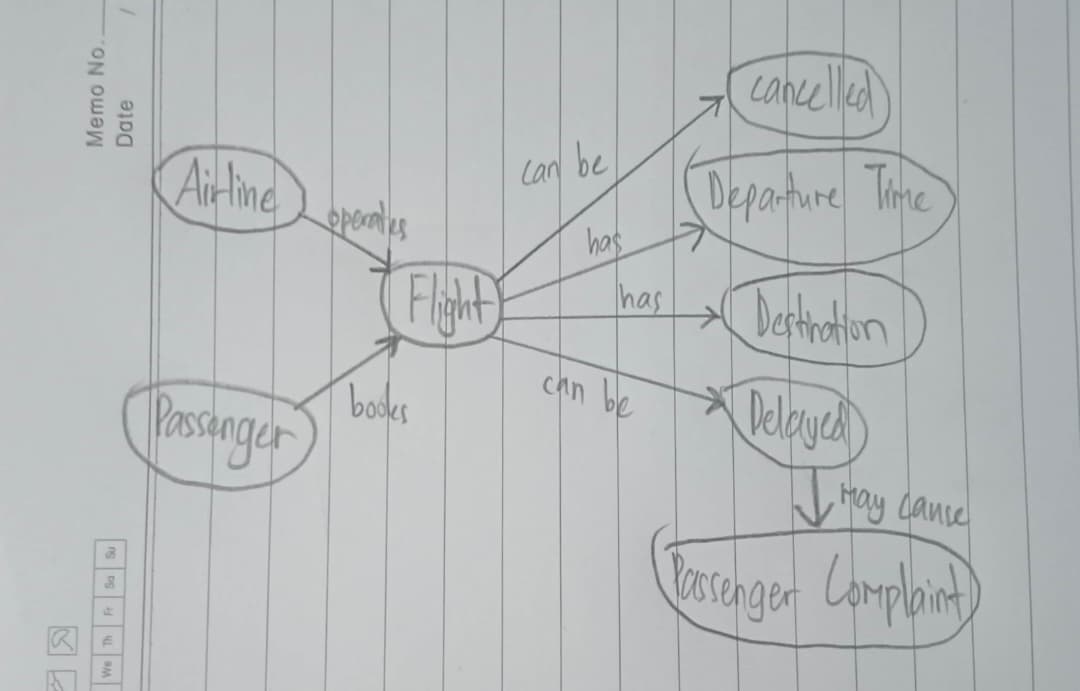 Memo No.
Date /
cancelled
can be
Departure Time
Airline
operates
has
Flight
has
Destination
books
can be
Delayed
Passenger
may cause
Passenger Complaint
We Th Fr Sa Su